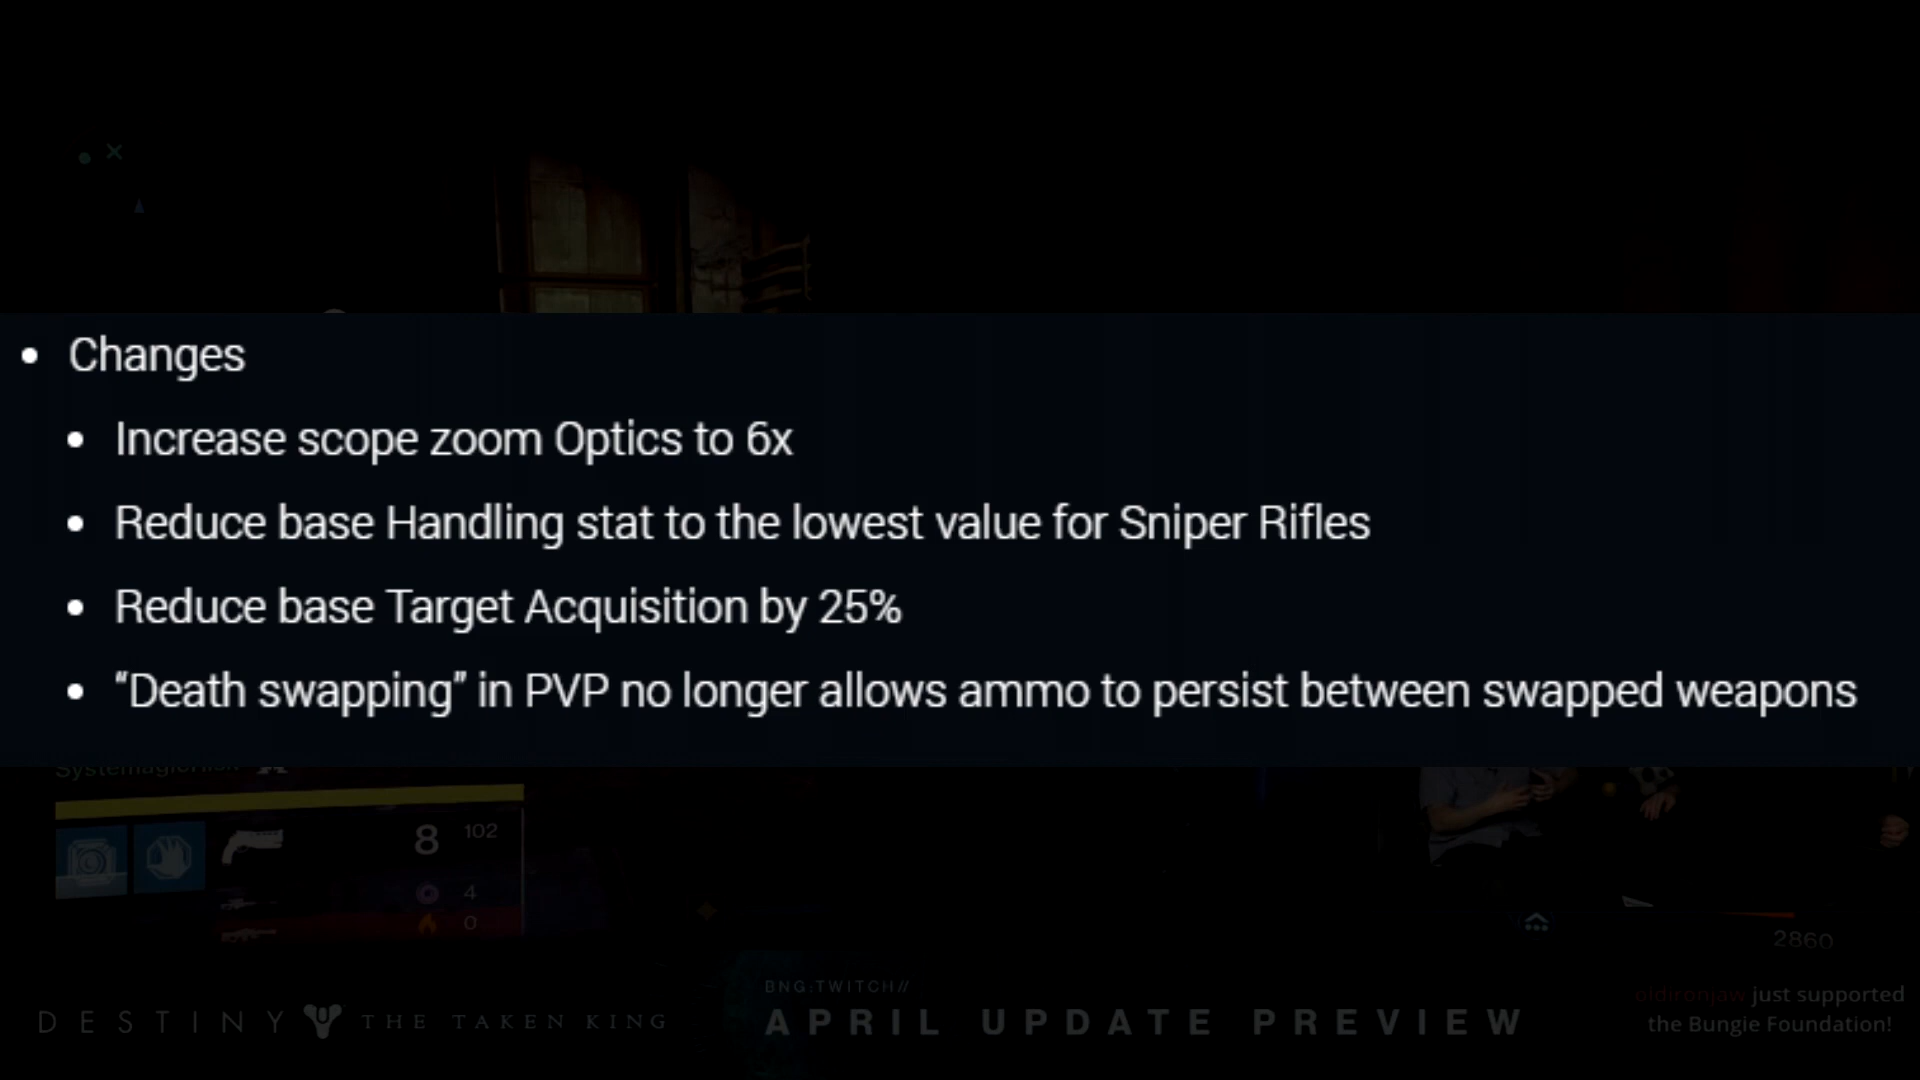 • Changes
• Increase scope zoom Optics to 6x
• Reduce base Handling stat to the lowest value for Sniper Rifles
• Reduce base Target Acquisition by 25%
• “Death swapping” in PVP no longer allows ammo to persist between swapped weapons
8 102
4
0
2860
BNG:TWITCH//
DESTINY THE TAKEN KING
APRIL UPDATE PREVIEW
oldironjaw just supported
the Bungie Foundation!